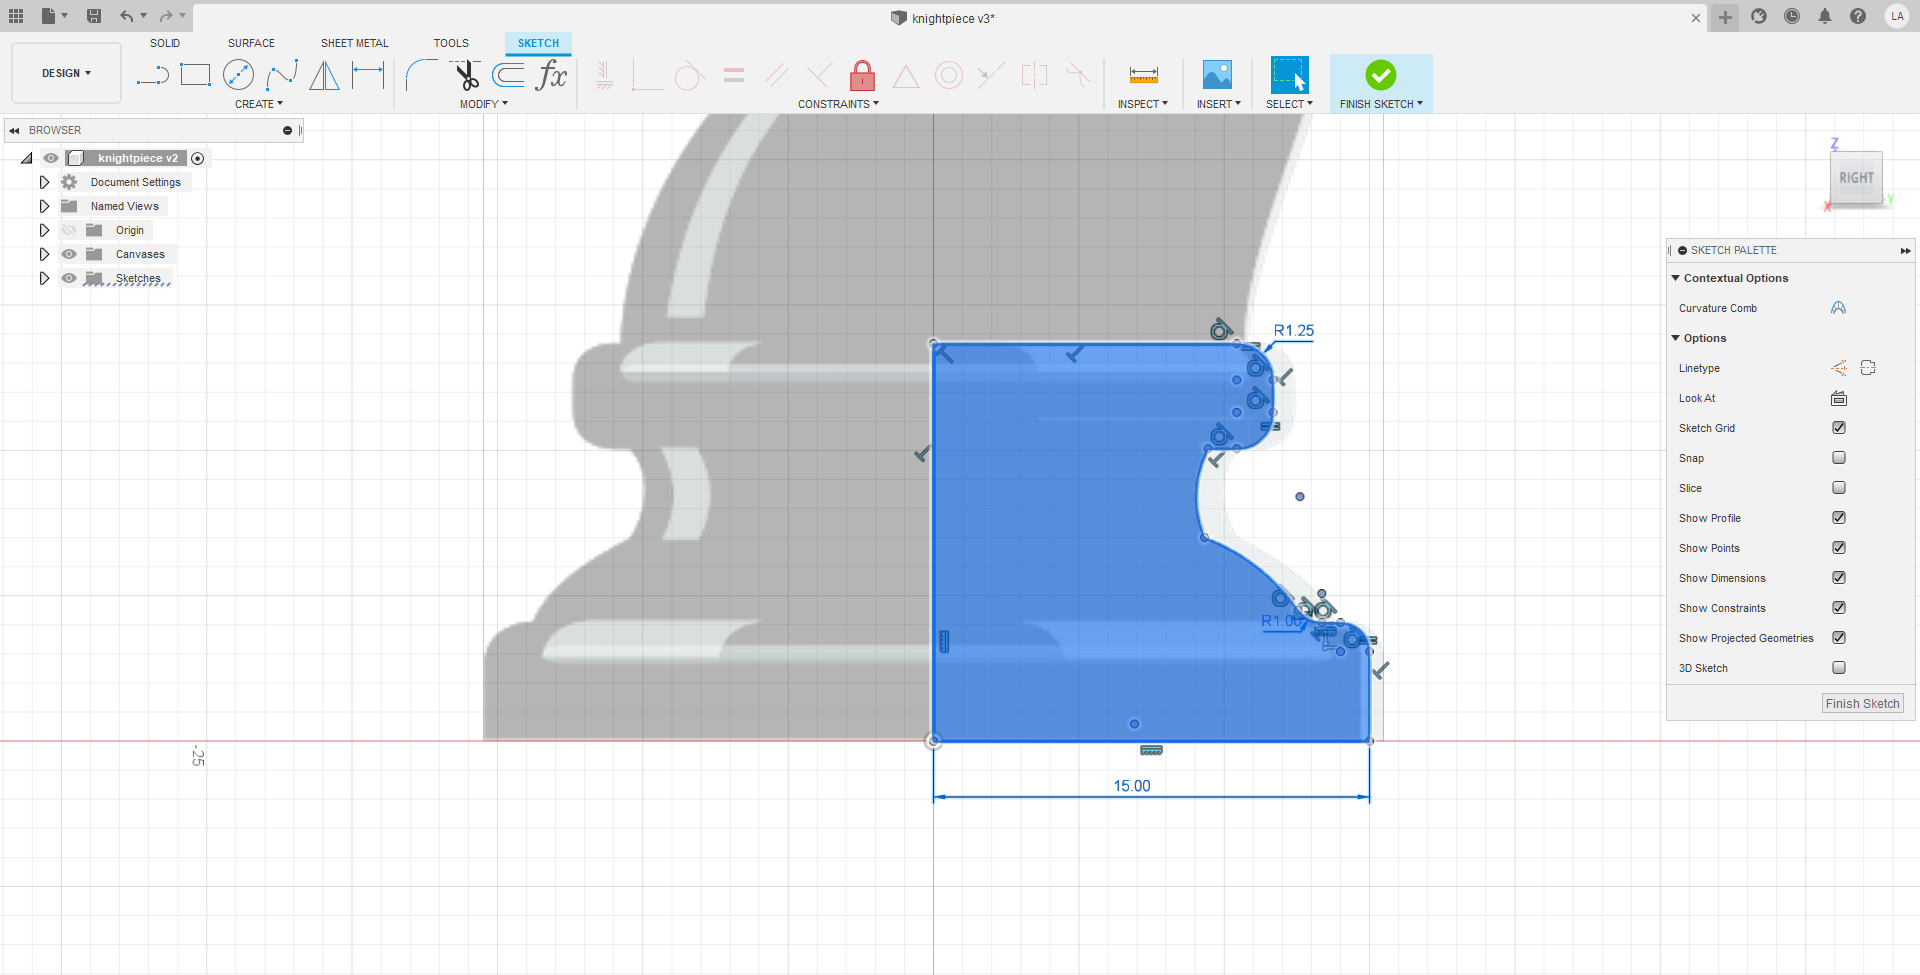 knightpiece v3*
LA
DESIGN
SOLID
SURFACE
SHEET METAL
TOOLS
SKETCH
fx
CREATE
MODIFY
CONSTRAINTS
INSPECT
INSERT
SELECT
FINISH SKETCH
BROWSER
knightpiece v2
Document Settings
Named Views
Origin
Canvases
Sketches
Z
RIGHT
X
Y
SKETCH PALETTE
Contextual Options
Curvature Comb
Options
Linetype
Look At
Sketch Grid
Snap
Slice
Show Profile
Show Points
Show Dimensions
Show Constraints
Show Projected Geometries
3D Sketch
Finish Sketch
R1.25
R1.00
-25
15.00